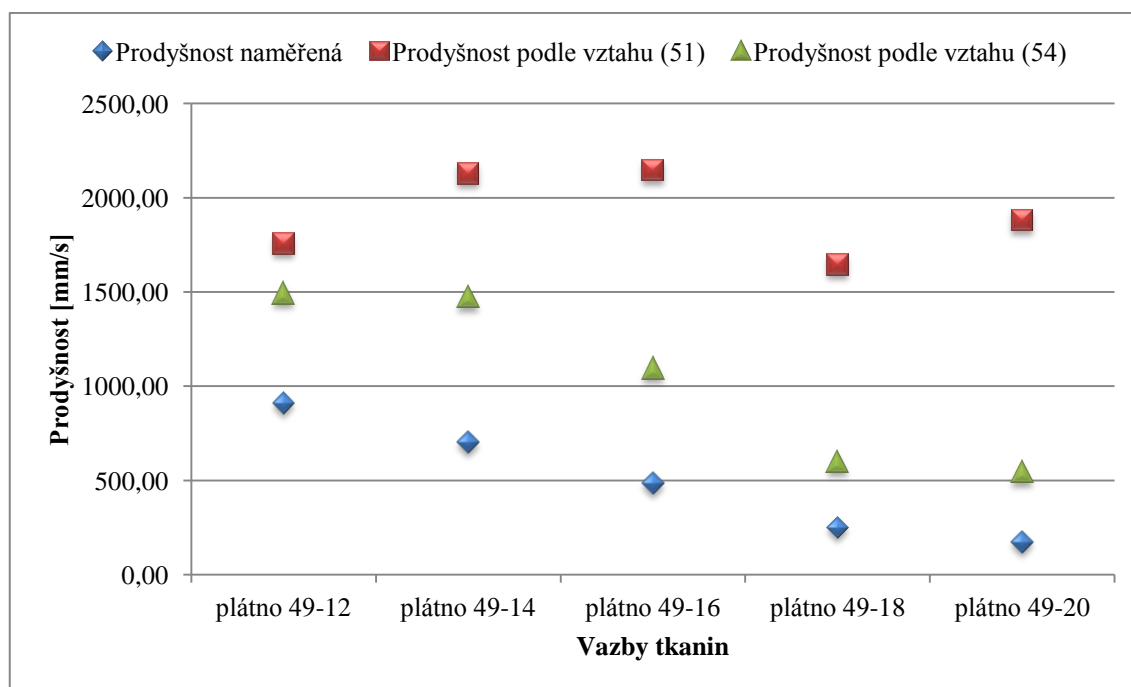 Prodyšnost naměřená Prodyšnost podle vztahu (51) Prodyšnost podle vztahu (54)
2500,00
2000,00
1500,00
1000,00
500,00
0,00
Prodyšnost [mm/s]
plátno 49-12 plátno 49-14 plátno 49-16 plátno 49-18 plátno 49-20
Vazby tkanin